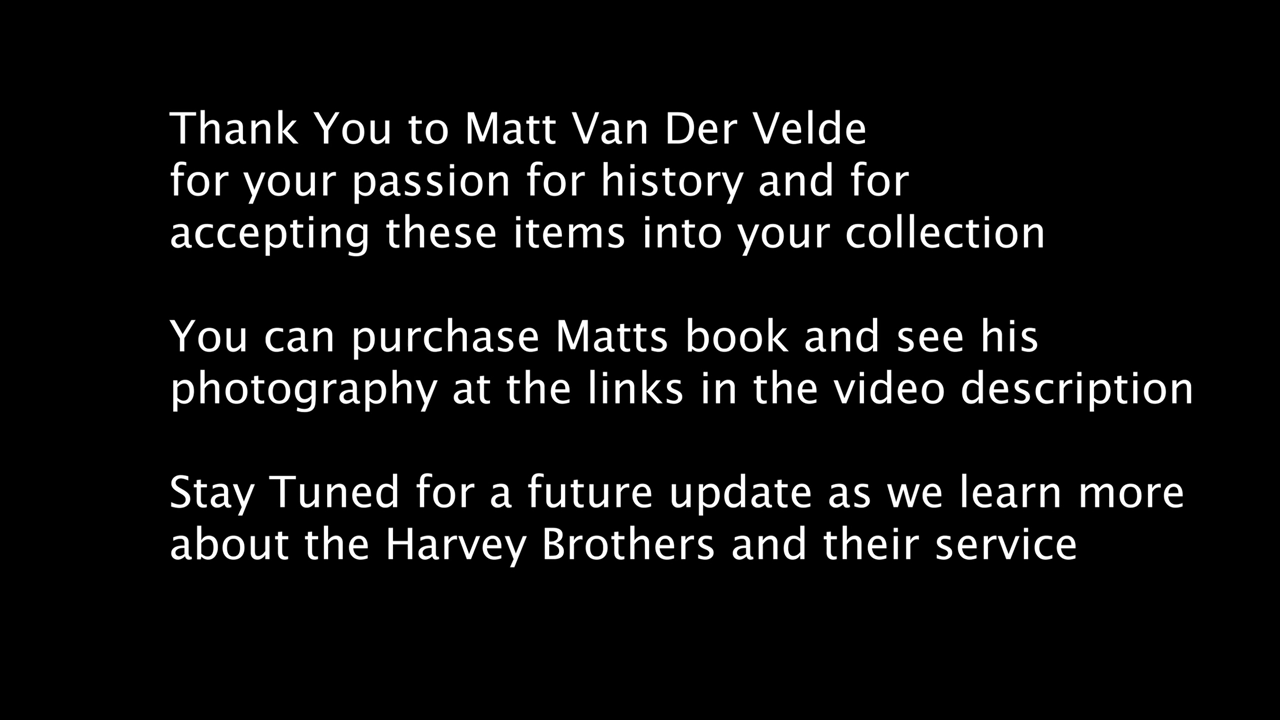 Thank You to Matt Van Der Velde
for your passion for history and for
accepting these items into your collection
You can purchase Matts book and see his
photography at the links in the video description
Stay Tuned for a future update as we learn more
about the Harvey Brothers and their service